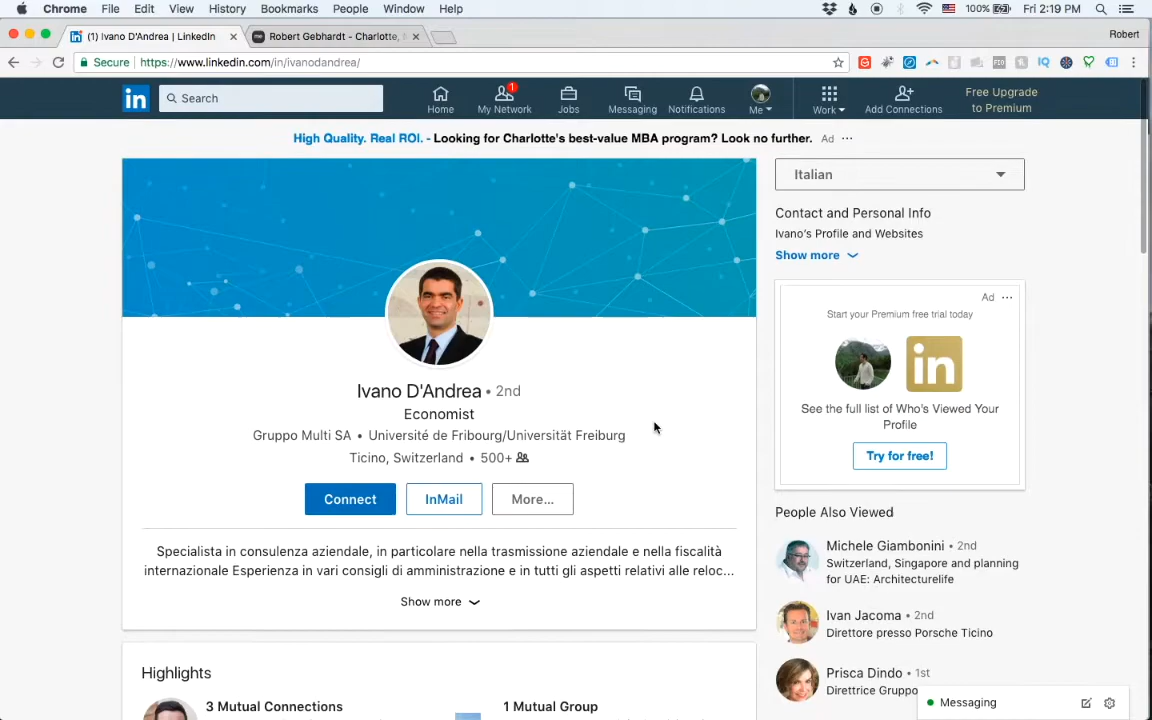 Chrome File Edit View History Bookmarks People Window Help 100% Fri 2:19 PM
(1) Ivano D'Andrea | LinkedIn Robert Gebhardt - Charlotte, Robert
Secure https://www.linkedin.com/in/ivanodandrea/
in Search Home 1 My Network Jobs Messaging Notifications Me Work Add Connections
Free Upgrade
to Premium
High Quality. Real ROI. - Looking for Charlotte's best-value MBA program? Look no further. Ad ...
Ivano D'Andrea • 2nd
Economist
Gruppo Multi SA • Université de Fribourg/Universität Freiburg
Ticino, Switzerland • 500+
Connect InMail More...
Specialista in consulenza aziendale, in particolare nella trasmissione aziendale e nella fiscalità
internazionale Esperienza in vari consigli di amministrazione e in tutti gli aspetti relativi alle reloc...
Show more
Highlights
3 Mutual Connections 1 Mutual Group
Italian
Contact and Personal Info
Ivano's Profile and Websites
Show more
Ad ...
Start your Premium free trial today
in
See the full list of Who's Viewed Your
Profile
Try for free!
People Also Viewed
Michele Giambonini • 2nd
Switzerland, Singapore and planning
for UAE: Architecturelife
Ivan Jacoma • 2nd
Direttore presso Porsche Ticino
Prisca Dindo • 1st
Direttrice Gruppo
Messaging